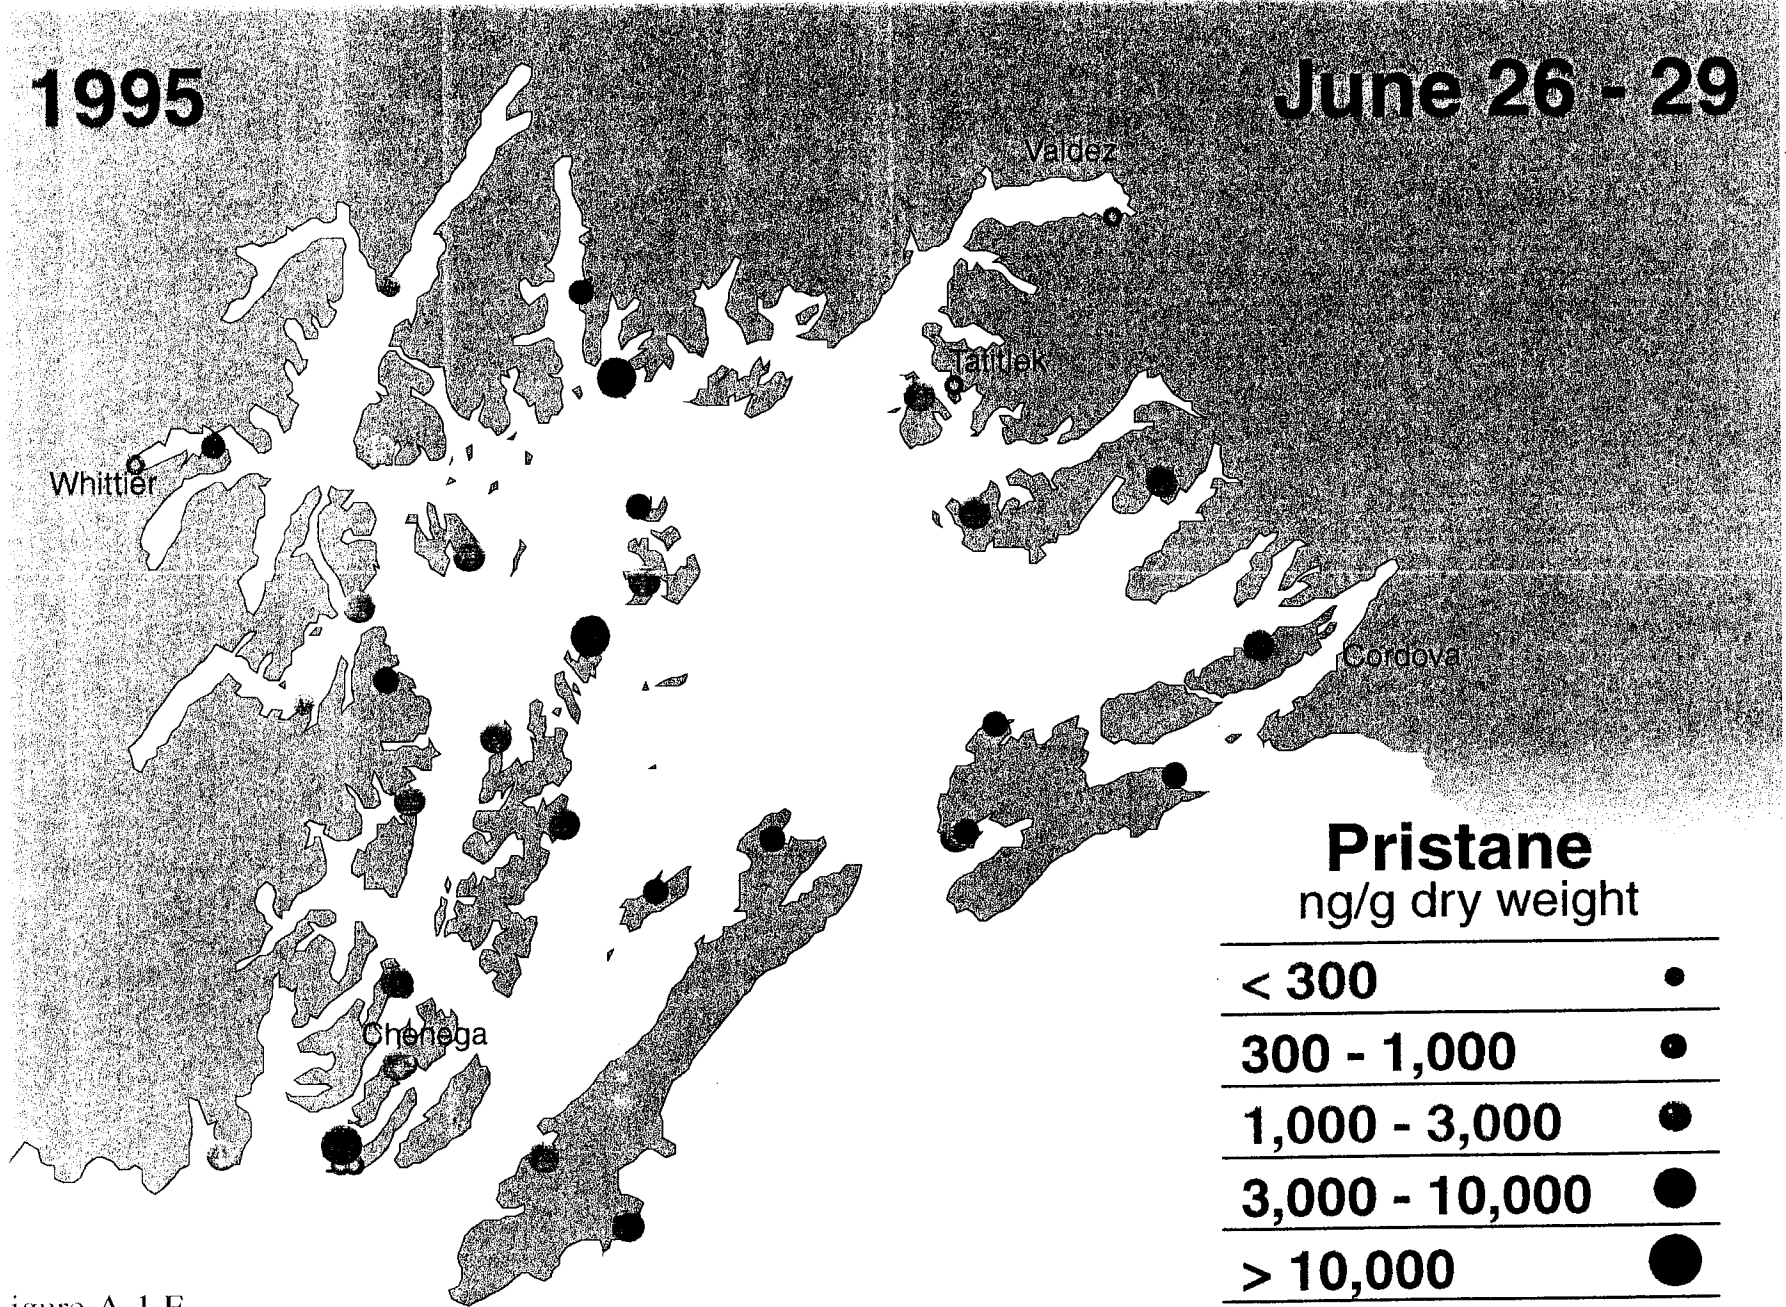 1995
June 26 - 29
Valdez
Tatitlek
Whittier
Cordova
Chenega
Pristane
ng/g dry weight
< 300
300 - 1,000
1,000 - 3,000
3,000 - 10,000
> 10,000